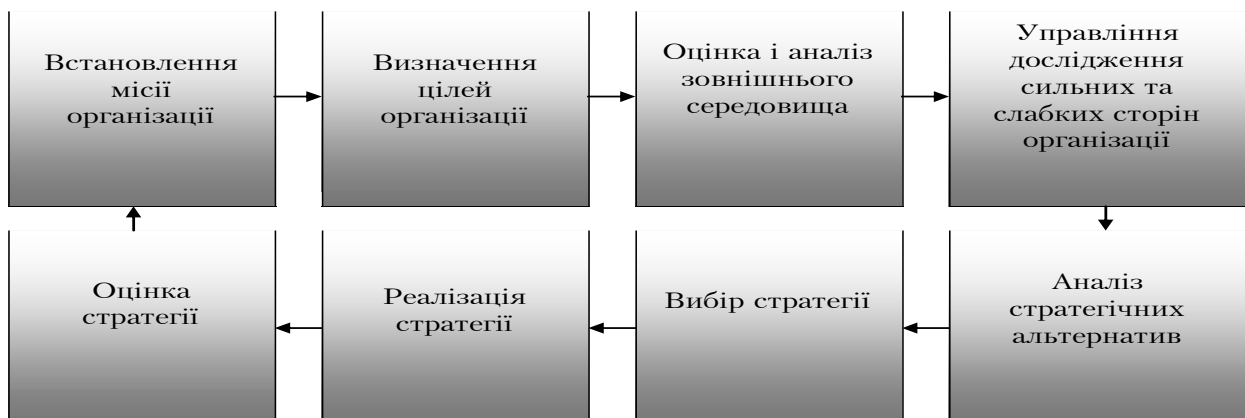 Встановлення
місії
організації
Визначення
цілей
організації
Оцінка і аналіз
зовнішнього
середовища
Управління
дослідження
сильних та
слабких сторін
організації
Оцінка
стратегії
Реалізація
стратегії
Вибір стратегії
Аналіз
стратегічних
альтернатив